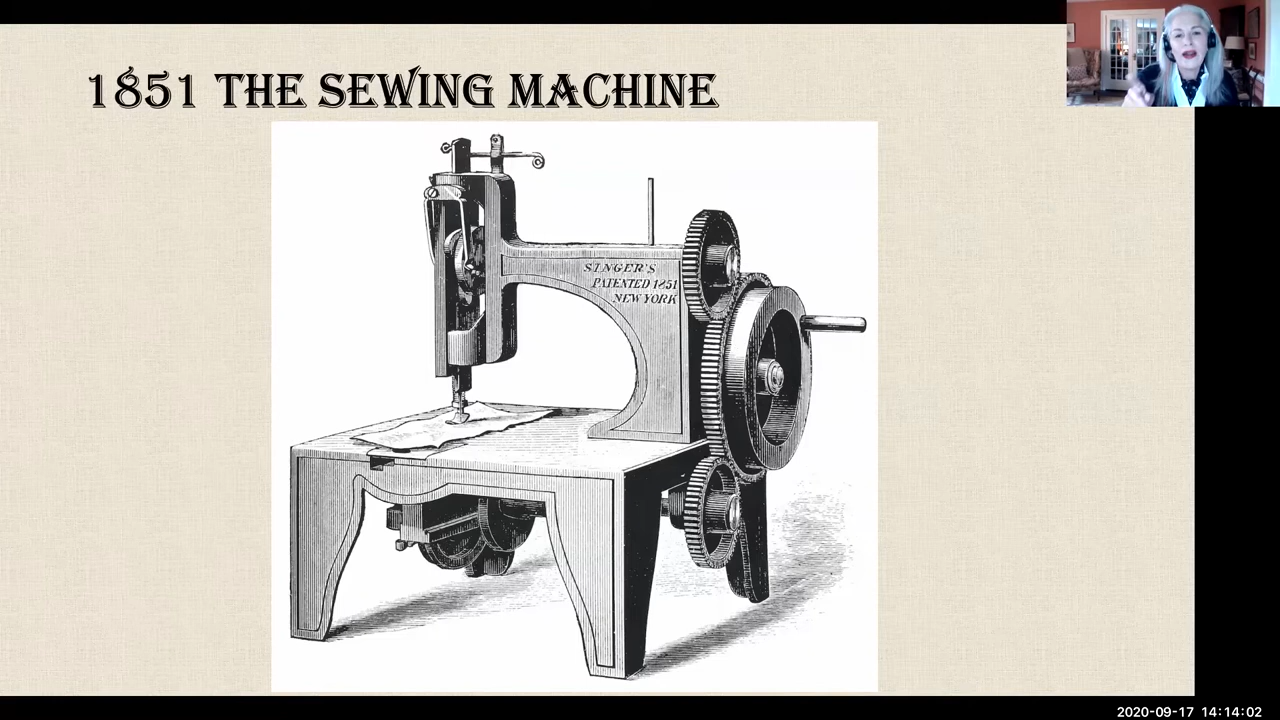 1851 THE SEWING MACHINE
SINGER'S
PATENTED 1851
NEW YORK
2020-09-17 14:14:02